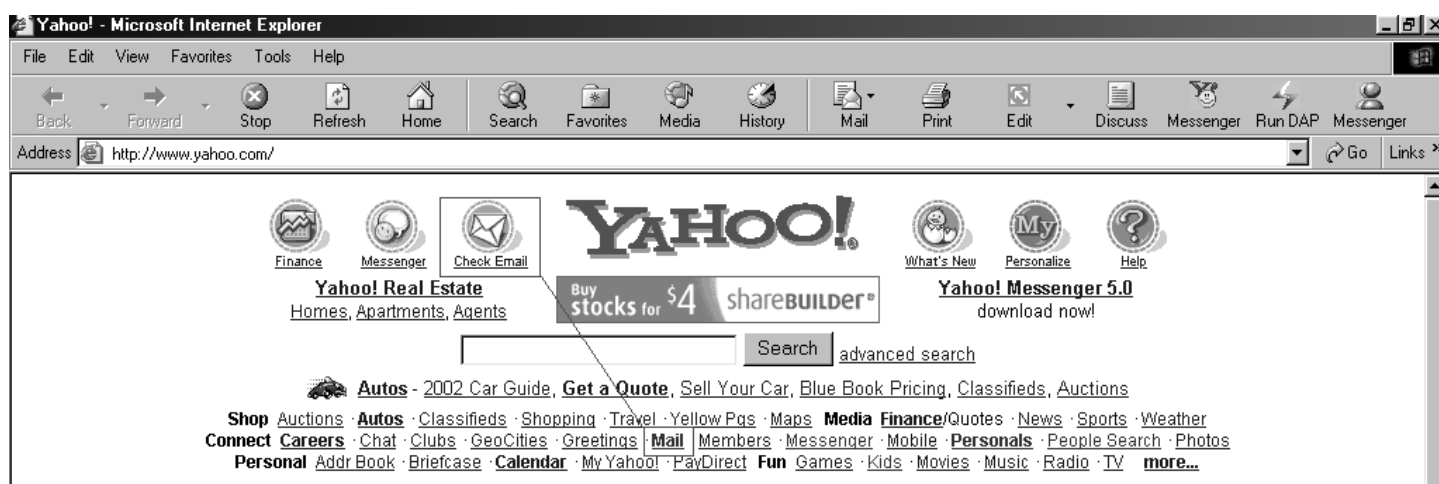 Yahoo! - Microsoft Internet Explorer
File Edit View Favorites Tools Help
Back Forward Stop Refresh Home Search Favorites Media History Mail Print Edit Discuss Messenger Run DAP Messenger
Address http://www.yahoo.com/ Go Links »
Finance Messenger Check Email YAHOO! What's New My Personalize ? Help
Yahoo! Real Estate Buy stocks for $4 shareBUILDER® Yahoo! Messenger 5.0
Homes, Apartments, Agents download now!
Search advanced search
Autos - 2002 Car Guide, Get a Quote, Sell Your Car, Blue Book Pricing, Classifieds, Auctions
Shop Auctions · Autos · Classifieds · Shopping · Travel · Yellow Pgs · Maps Media Finance/Quotes · News · Sports · Weather
Connect Careers · Chat · Clubs · GeoCities · Greetings · Mail Members · Messenger · Mobile · Personals · People Search · Photos
Personal Addr Book · Briefcase · Calendar · My Yahoo! · PayDirect Fun Games · Kids · Movies · Music · Radio · TV more...